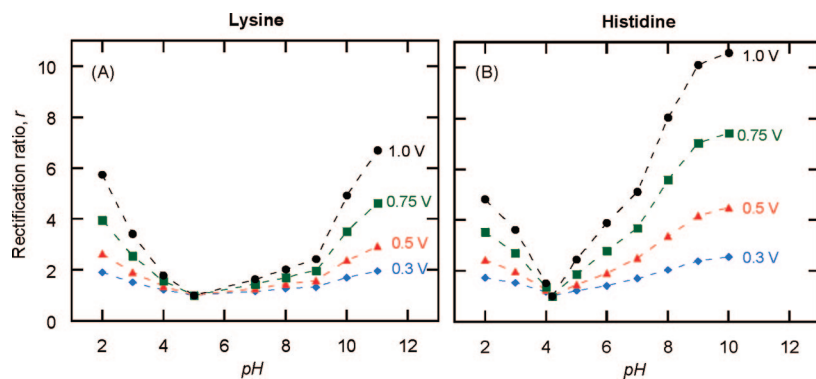 Lysine
Histidine
Rectification ratio, r
10
8
6
4
2
0
(A)
1.0 V
0.75 V
0.5 V
0.3 V
2
4
6
8
10
12
pH
(B)
1.0 V
0.75 V
0.5 V
0.3 V
2
4
6
8
10
12
pH